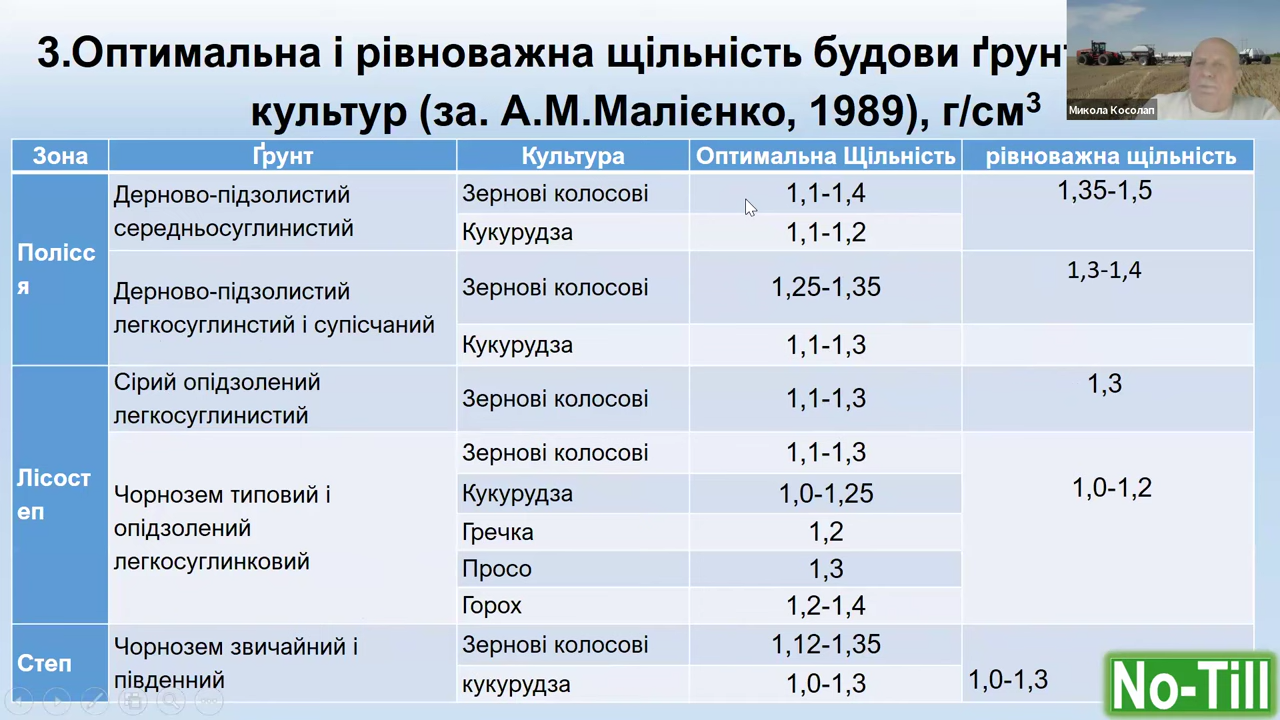 3.Оптимальна і рівноважна щільність будови ґрун
культур (за. А.М.Малієнко, 1989), г/см³
Микола Косолап
Зона Ґрунт Культура Оптимальна Щільність рівноважна щільність
Полісс
я
Дерново-підзолистий
середньосуглинистий
Зернові колосові 1,1-1,4 1,35-1,5
Кукурудза 1,1-1,2
Дерново-підзолистий
легкосуглинстий і супісчаний
Зернові колосові 1,25-1,35 1,3-1,4
Кукурудза 1,1-1,3
Лісост
еп
Сірий опідзолений
легкосуглинистий
Зернові колосові 1,1-1,3 1,3
Чорнозем типовий і
опідзолений
легкосуглинковий
Зернові колосові 1,1-1,3 1,0-1,2
Кукурудза 1,0-1,25
Гречка 1,2
Просо 1,3
Горох 1,2-1,4
Степ
Чорнозем звичайний і
південний
Зернові колосові 1,12-1,35
кукурудза 1,0-1,3 1,0-1,3
No-Till